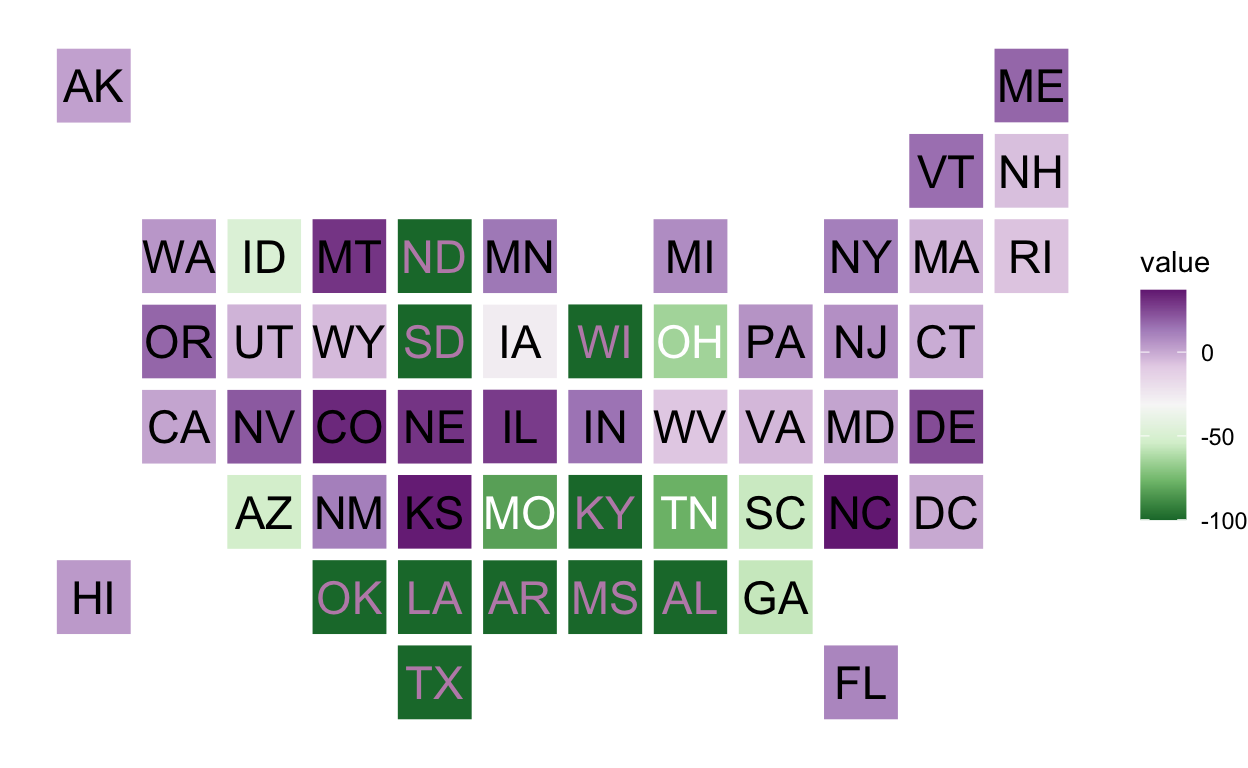 AK ME
VT NH
WA ID MT ND MN MI NY MA RI
OR UT WY SD IA WI OH PA NJ CT
CA NV CO NE IL IN WV VA MD DE
AZ NM KS MO KY TN SC NC DC
HI OK LA AR MS AL GA
TX FL
value
0
-50
-100